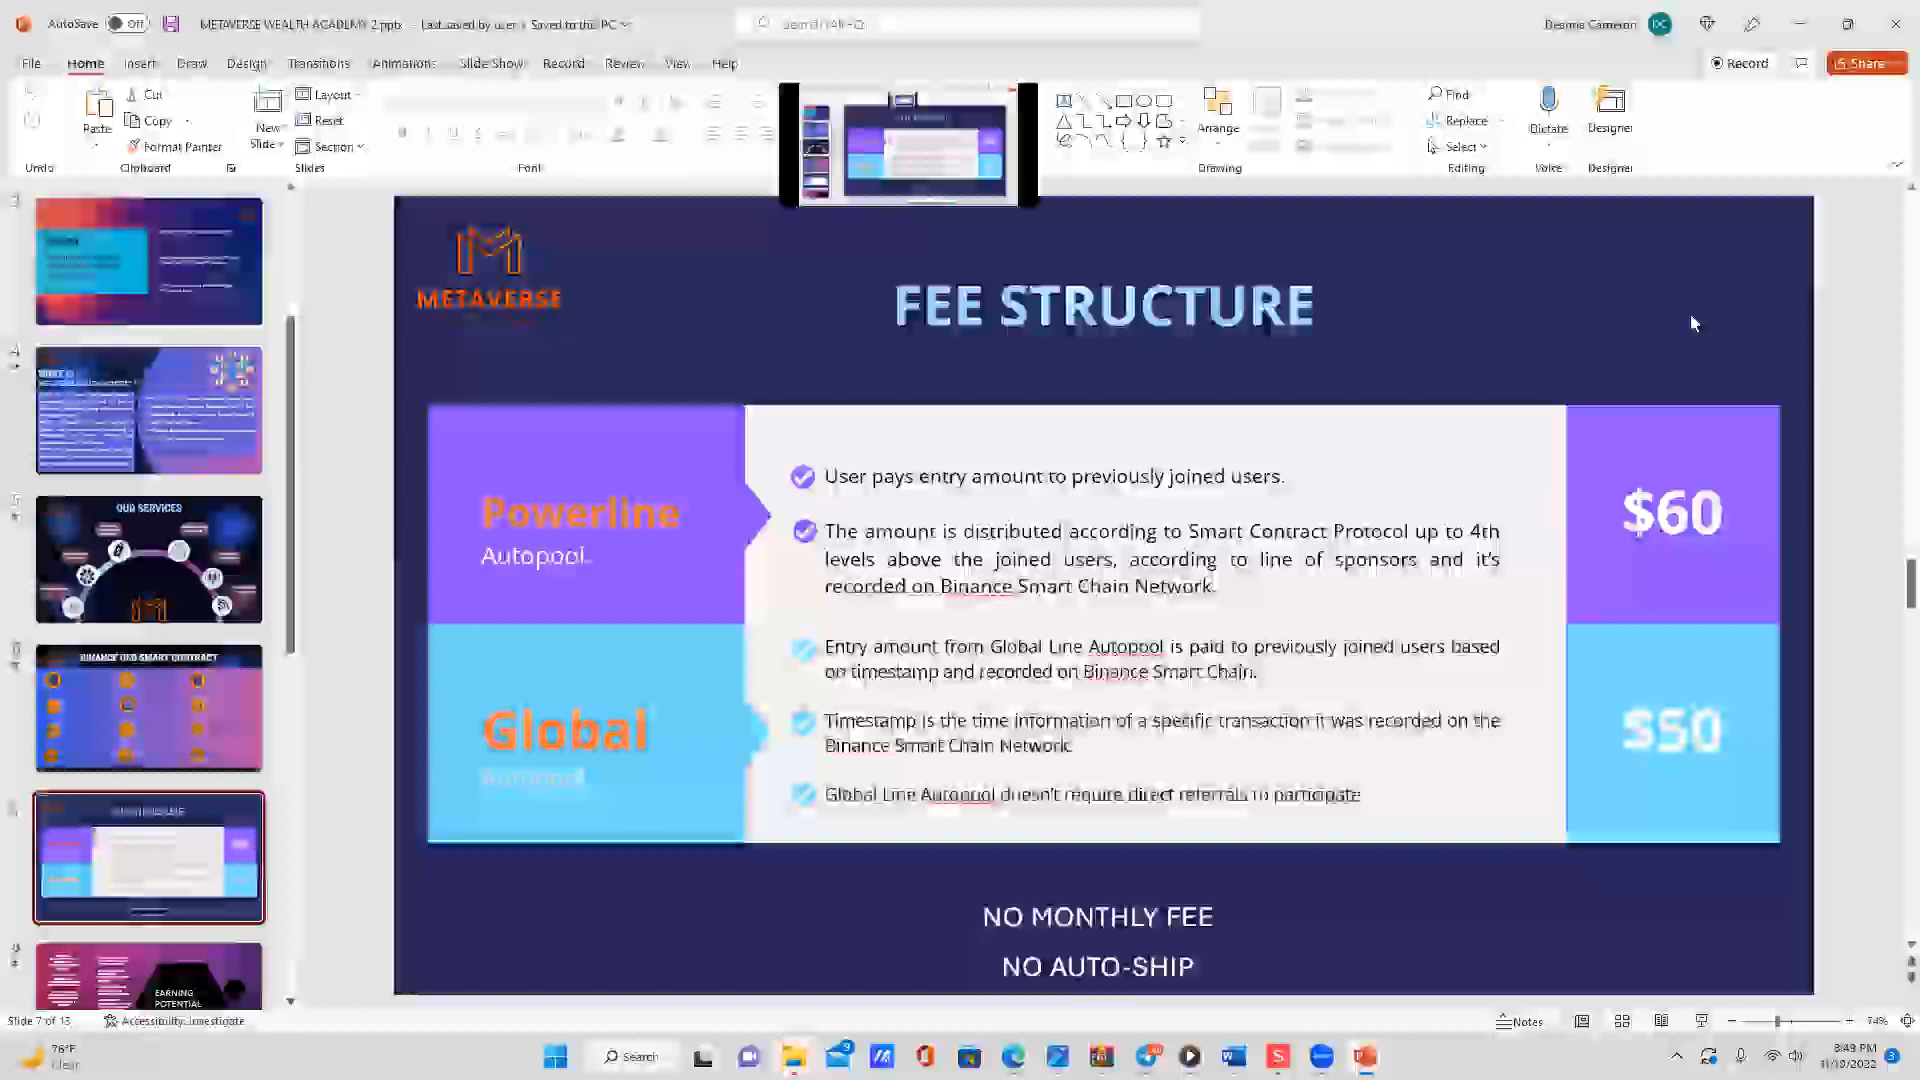 AutoSave Off METAVERSE WEALTH ACADEMY 2.pptx - Last saved by user • Saved to this PC Search (Alt+Q) Deanna Cameron DC
File Home Insert Draw Design Transitions Animations Slide Show Record Review View Help Record Share
Paste Cut Copy Format Painter
New Slide Layout Reset Section
Arrange Find Replace Select Dictate Designer
Undo Clipboard Slides Font Drawing Editing Voice Designer
METAVERSE
FEE STRUCTURE
Powerline
Autopool
User pays entry amount to previously joined users.
The amount is distributed according to Smart Contract Protocol up to 4th
levels above the joined users, according to line of sponsors and it's
recorded on Binance Smart Chain Network.
$60
Global
Autopool
Entry amount from Global Line Autopool is paid to previously joined users based
on timestamp and recorded on Binance Smart Chain.
Timestamp is the time information of a specific transaction it was recorded on the
Binance Smart Chain Network
Global Line Autopool doesn't require direct referrals to participate
$50
NO MONTHLY FEE
NO AUTO-SHIP
4
5
OUR SERVICES
6
BINANCE AND SMART CONTRACT
EARNING
POTENTIAL
Slide 7 of 13 Accessibility: Investigate Notes 74%
76°F
Clear
Search
8:49 PM
3